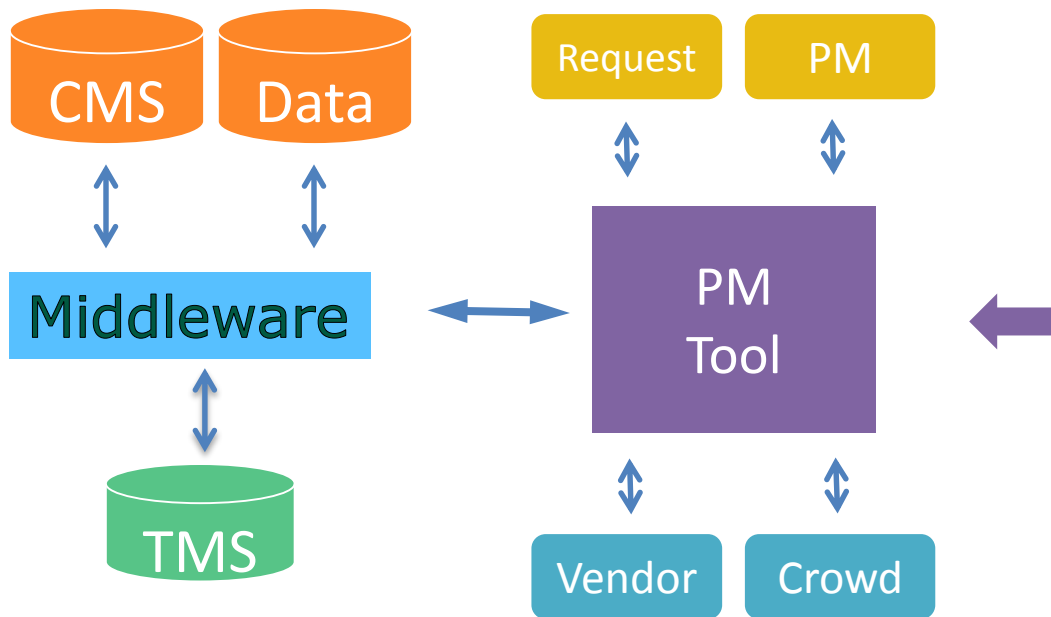 CMS
Data
Request
PM
Middleware
PM
Tool
TMS
Vendor
Crowd